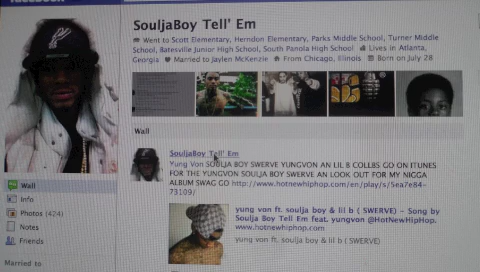 SouljaBoy Tell' Em
Went to Scott Elementary, Herndon Elementary, Parks Middle School, Turner Middle
School, Batesville Junior High School, South Panola High School Lives in Atlanta,
Georgia Married to Jaylen McKenzie From Chicago, Illinois Born on July 28
Wall
SouljaBoy Tell' Em
Yung Von SOULJA BOY SWERVE YUNGVON AN LIL B COLLBS GO ON ITUNES
FOR THE YUNGVON SOULJA BOY SWERVE AN LOOK OUT FOR MY NIGGA
ALBUM SWAG GO http://www.hotnewhiphop.com/en/play/s/5ea7e84-
73109/
yung von ft. soulja boy & lil b ( SWERVE) - Song by
Soulja Boy Tell Em feat. yungvon @HotNewHipHop.
www.hotnewhiphop.com
yung von ft. soulja boy & lil b ( SWERVE)
Wall
Info
Photos (424)
Notes
Friends
Married to